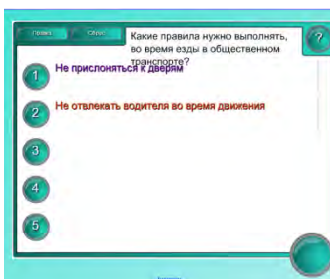 Сброс
Какие правила нужно выполнять,
во время езды в общественном
транспорте?
?
1 Не прислоняться к дверям
2 Не отвлекать водителя во время движения
3
4
5